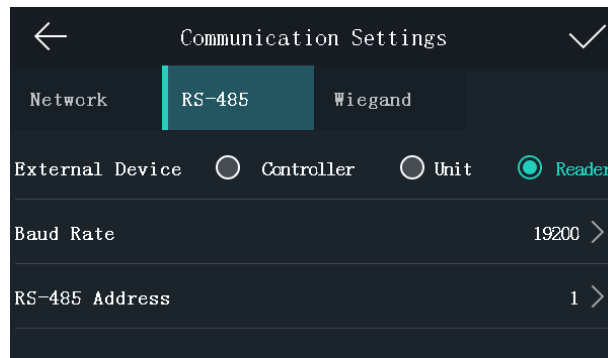 Communication Settings
Network RS-485 Wiegand
External Device Controller Unit Reader
Baud Rate 19200
RS-485 Address 1